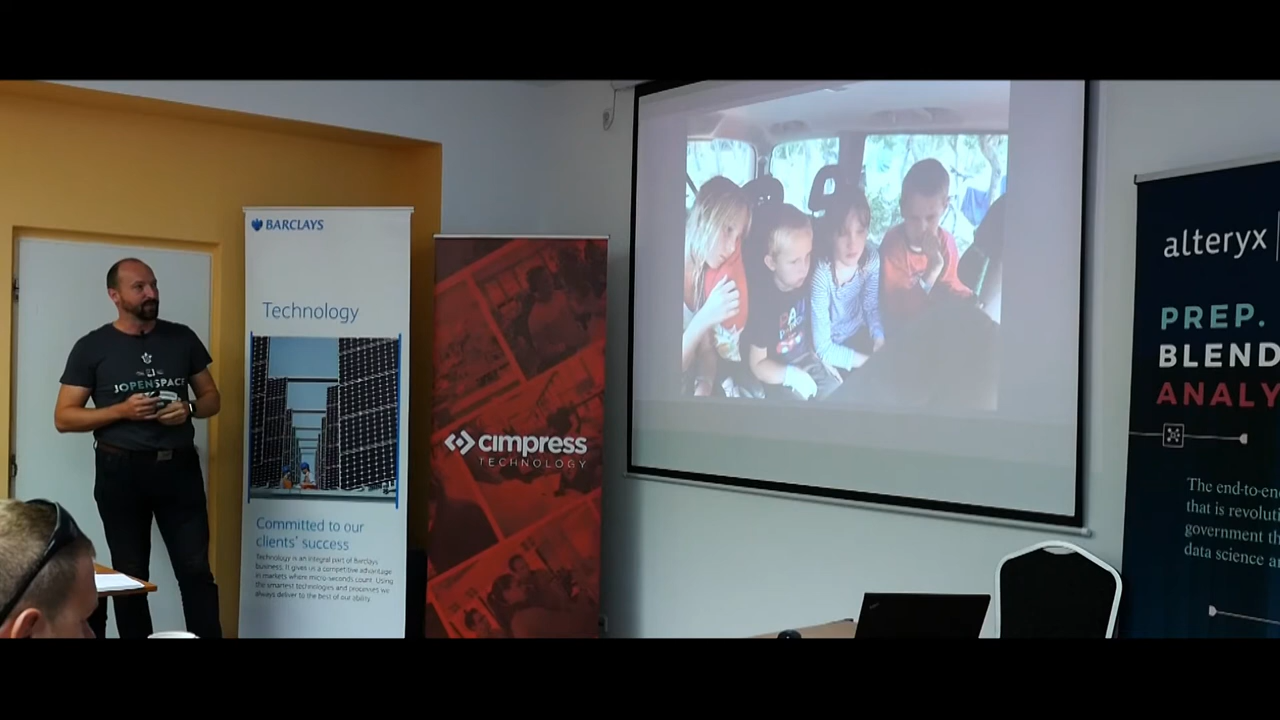 JOPENSPACE
BARCLAYS
Technology
Committed to our
clients' success
Technology is an integral part of Barclays
business. It gives us a competitive advantage
in markets where micro-seconds count. Using
the smartest technologies and processes we
always deliver to the best of our ability.
cimpress
TECHNOLOGY
alteryx
PREP.
BLEND
ANALY
The end-to-en
that is revoluti
government th
data science a